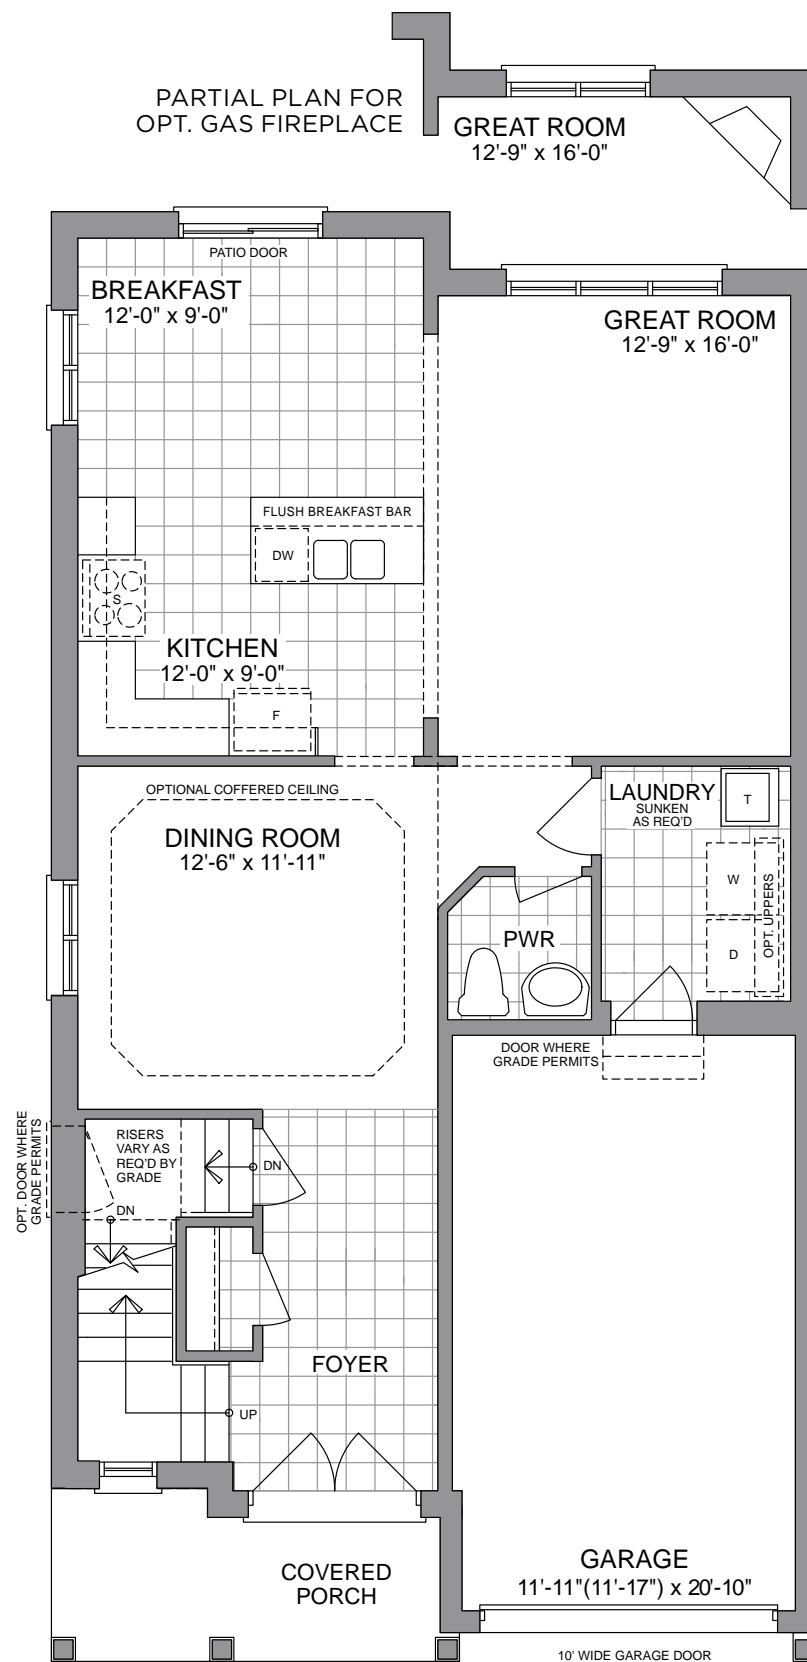 PARTIAL PLAN FOR
OPT. GAS FIREPLACE
GREAT ROOM
12'-9" x 16'-0"
PATIO DOOR
BREAKFAST
12'-0" x 9'-0"
GREAT ROOM
12'-9" x 16'-0"
FLUSH BREAKFAST BAR
DW
S
KITCHEN
12'-0" x 9'-0"
F
OPTIONAL COFFERED CEILING
DINING ROOM
12'-6" x 11'-11"
LAUNDRY
SUNKEN
AS REQ'D
T
W
D
OPT. UPPERS
PWR
DOOR WHERE
GRADE PERMITS
OPT. DOOR WHERE
GRADE PERMITS
RISERS
VARY AS
REQ'D BY
GRADE
DN
DN
FOYER
UP
COVERED
PORCH
GARAGE
11'-11"(11'-17") x 20'-10"
10' WIDE GARAGE DOOR